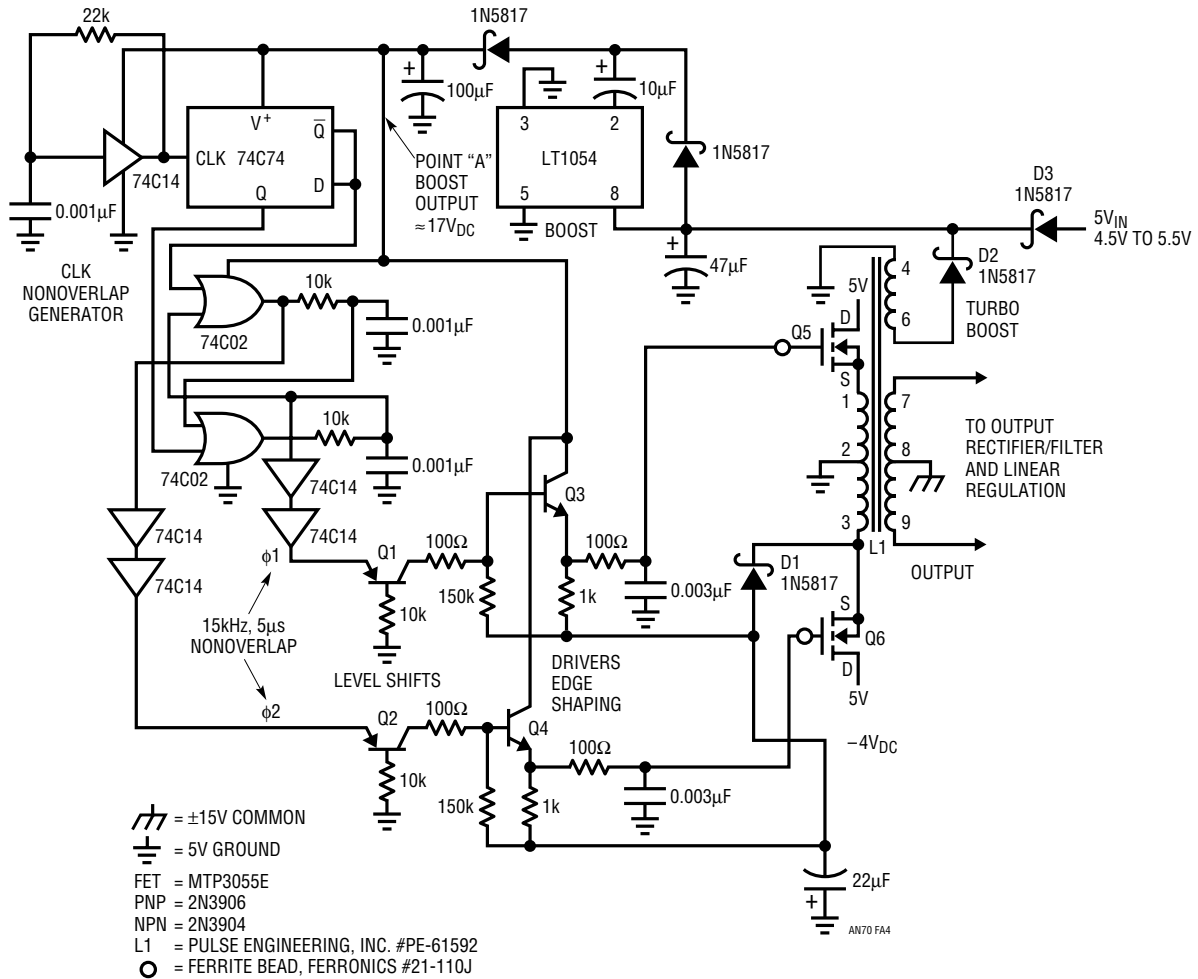 22k
1N5817
+
100µF
+
10µF
V+
Q̅
CLK 74C74
D
Q
74C14
0.001µF
3
2
LT1054
5
8
BOOST
POINT “A”
BOOST
OUTPUT
≈17VDC
1N5817
D3
1N5817
5VIN
4.5V TO 5.5V
+
47µF
CLK
NONOVERLAP
GENERATOR
D2
1N5817
TURBO
BOOST
4
6
5V
D
Q5
S
10k
0.001µF
74C02
10k
0.001µF
74C02
1
2
3
7
8
9
TO OUTPUT
RECTIFIER/FILTER
AND LINEAR
REGULATION
L1
OUTPUT
74C14
74C14
74C14
74C14
Q3
ϕ1
Q1
100Ω
100Ω
10k
150k
1k
0.003µF
D1
1N5817
15kHz, 5µs
NONOVERLAP
S
Q6
D
5V
LEVEL SHIFTS
DRIVERS
EDGE
SHAPING
ϕ2
Q2
100Ω
Q4
100Ω
–4VDC
10k
150k
1k
0.003µF
22µF
+
= ±15V COMMON
= 5V GROUND
FET = MTP3055E
PNP = 2N3906
NPN = 2N3904
L1 = PULSE ENGINEERING, INC. #PE-61592
= FERRITE BEAD, FERRONICS #21-110J
AN70 FA4